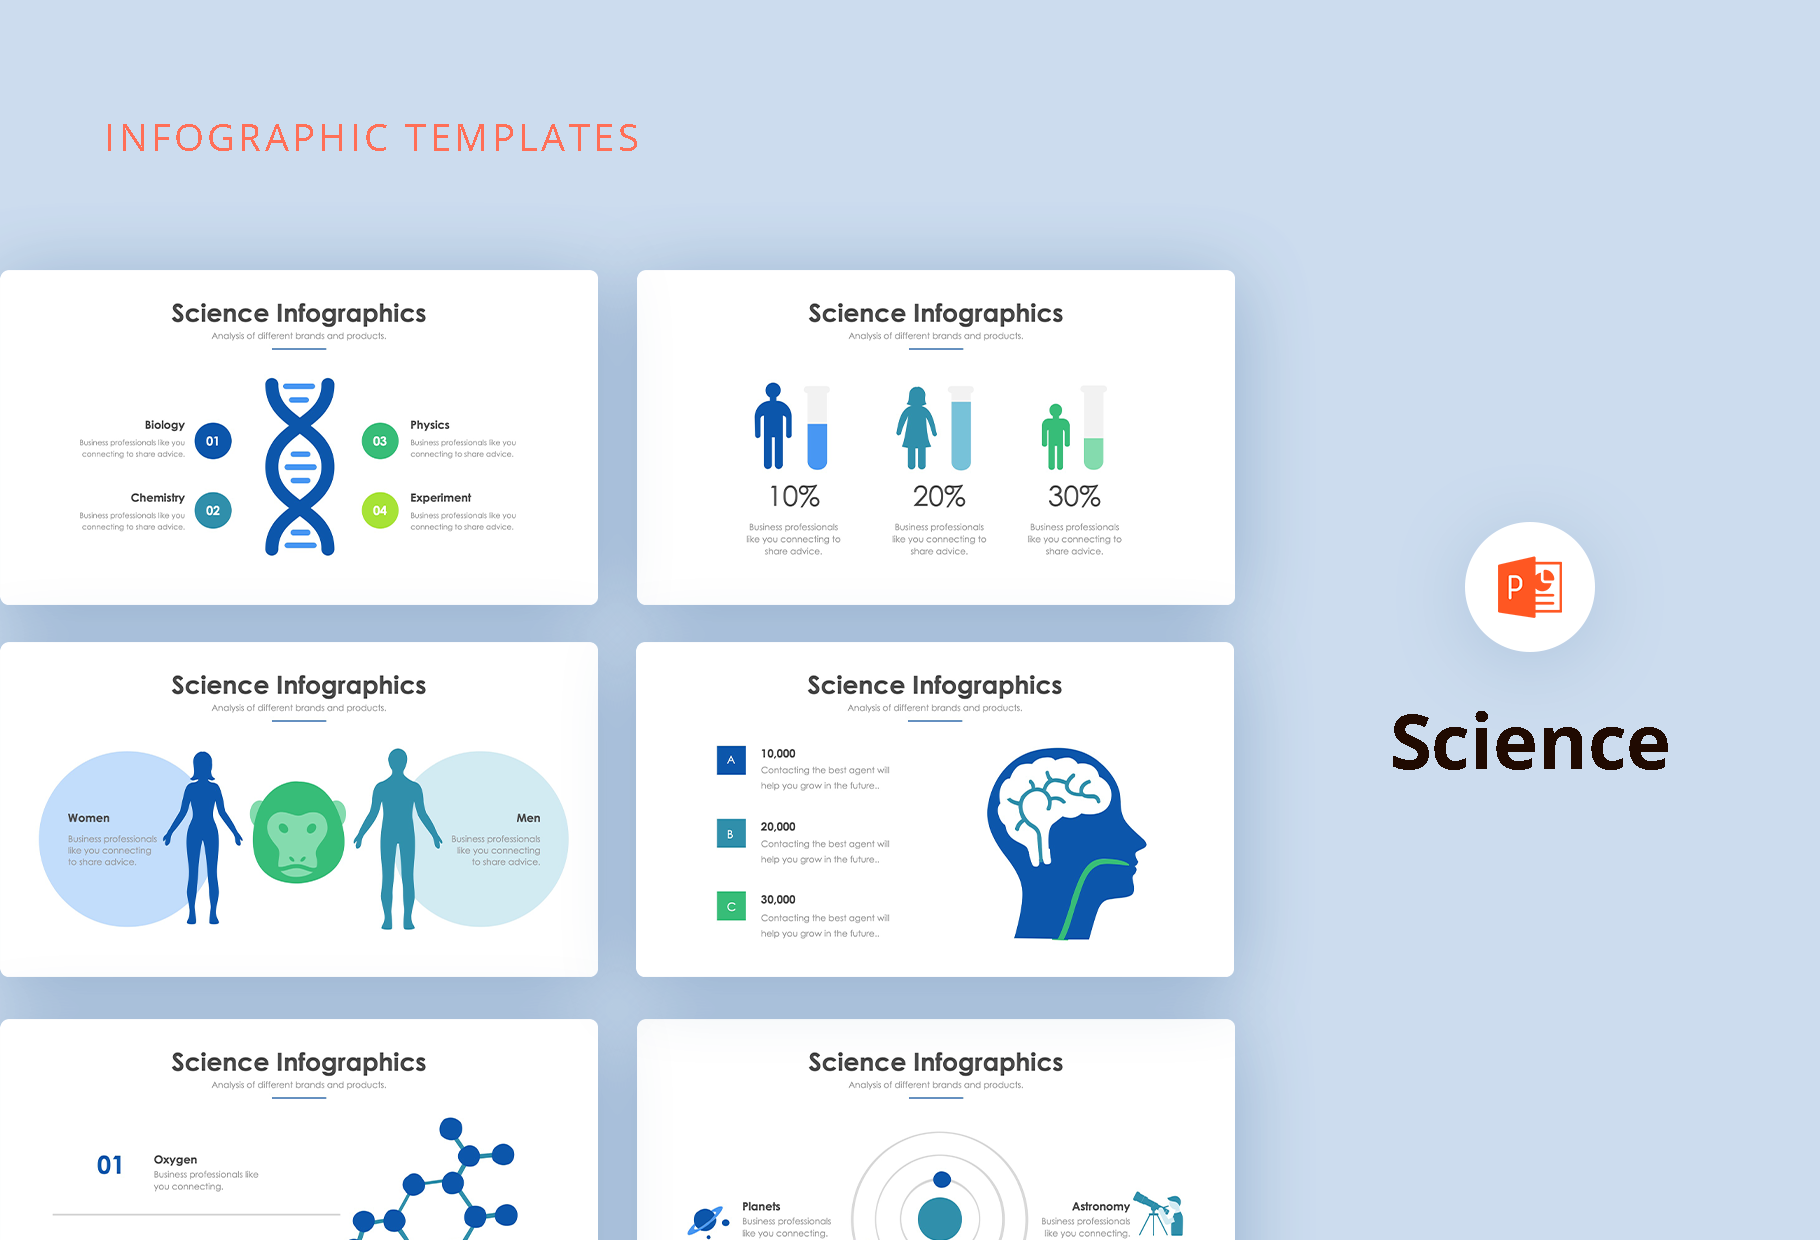 INFOGRAPHIC TEMPLATES
Science Infographics
Analysis of different brands and products.
Biology
Business professionals like you
connecting to share advice.
01
Chemistry
Business professionals like you
connecting to share advice.
02
03
Physics
Business professionals like you
connecting to share advice.
04
Experiment
Business professionals like you
connecting to share advice.
Science Infographics
Analysis of different brands and products.
10%
Business professionals
like you connecting to
share advice.
20%
Business professionals
like you connecting to
share advice.
30%
Business professionals
like you connecting to
share advice.
Science Infographics
Analysis of different brands and products.
Women
Business professionals
like you connecting
to share advice.
Men
Business professionals
like you connecting
to share advice.
Science Infographics
Analysis of different brands and products.
A
10,000
Contacting the best agent will
help you grow in the future..
B
20,000
Contacting the best agent will
help you grow in the future..
C
30,000
Contacting the best agent will
help you grow in the future..
Science Infographics
Analysis of different brands and products.
01
Oxygen
Business professionals like
you connecting.
Science Infographics
Analysis of different brands and products.
Planets
Business professionals
like you connecting.
Astronomy
Business professionals
like you connecting.
P
Science